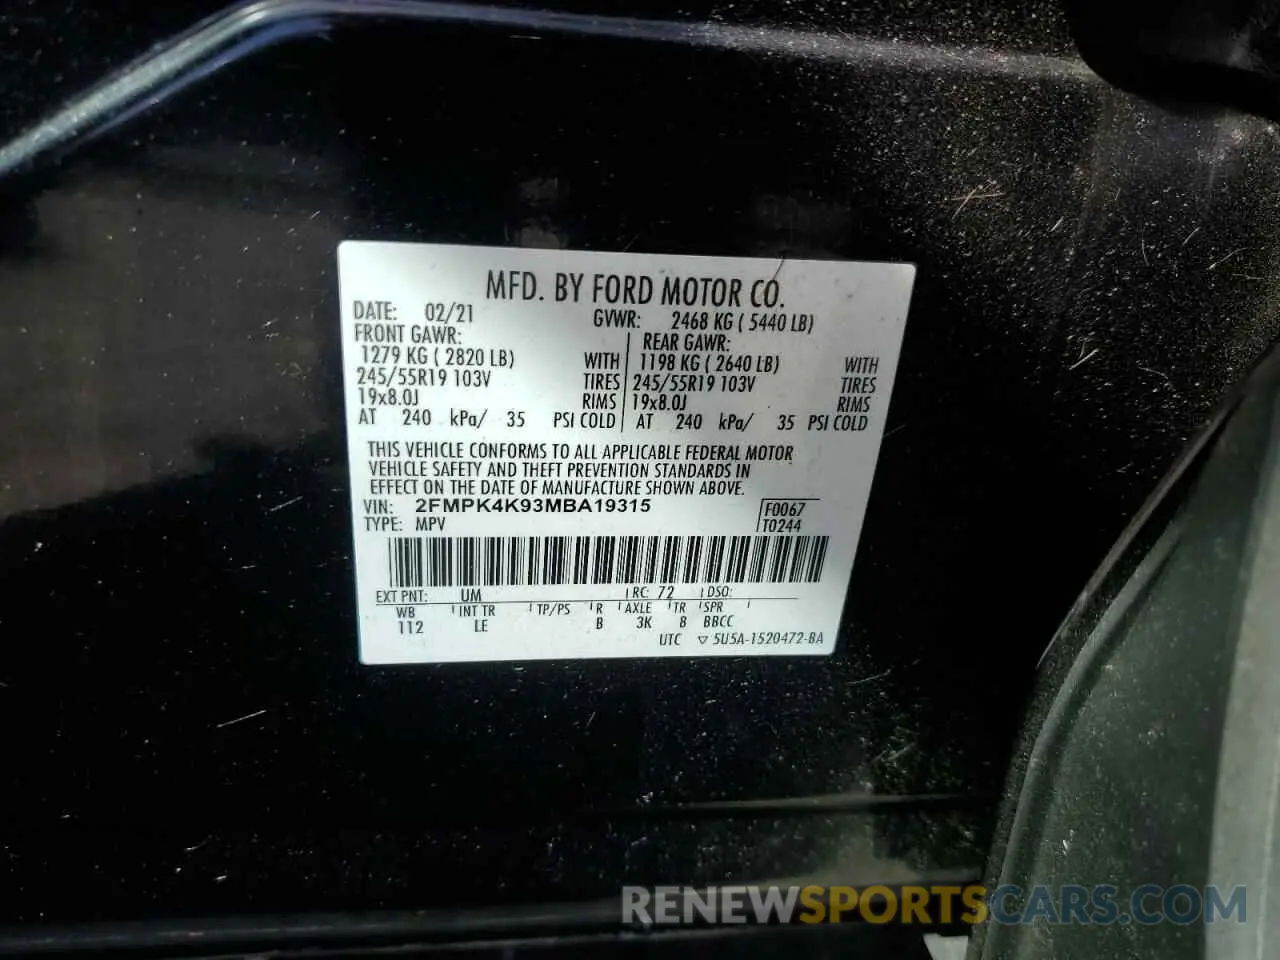 MFD. BY FORD MOTOR CO.
DATE: 02/21 GVWR: 2468 KG ( 5440 LB)
FRONT GAWR: REAR GAWR:
1279 KG ( 2820 LB) WITH 1198 KG ( 2640 LB) WITH
245/55R19 103V TIRES 245/55R19 103V TIRES
19x8.0J RIMS 19x8.0J RIMS
AT 240 kPa/ 35 PSI COLD AT 240 kPa/ 35 PSI COLD
THIS VEHICLE CONFORMS TO ALL APPLICABLE FEDERAL MOTOR
VEHICLE SAFETY AND THEFT PREVENTION STANDARDS IN
EFFECT ON THE DATE OF MANUFACTURE SHOWN ABOVE.
VIN: 2FMPK4K93MBA19315 F0067
TYPE: MPV T0244
EXT PNT: UM RC: 72 DSO:
WB INT TR TP/PS R AXLE TR SPR
112 LE B 3K 8 BBCC
UTC ▽ 5U5A-1520472-BA
RENEWSPORTSCARS.COM